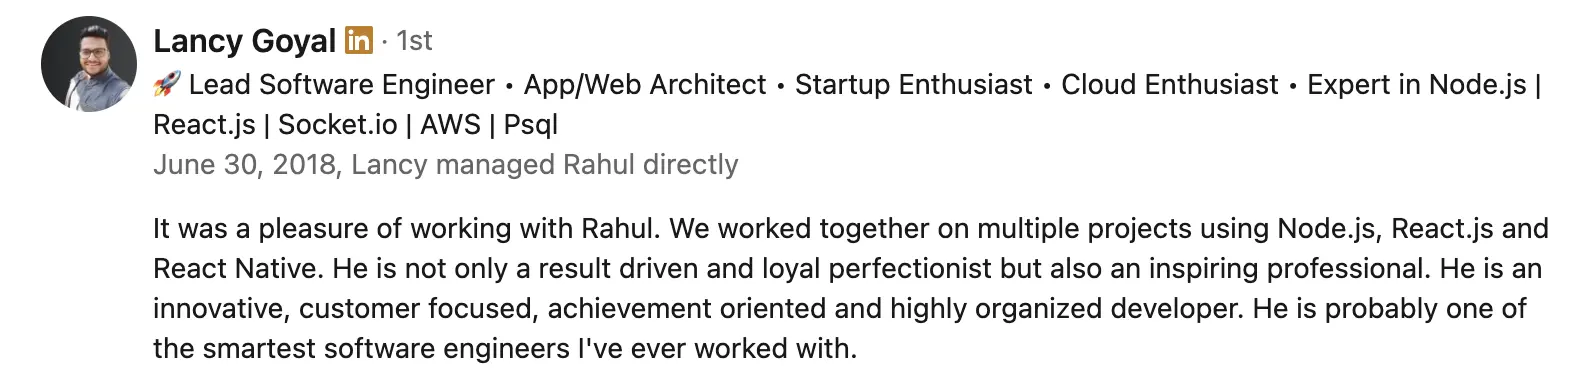 Lancy Goyal in · 1st
🚀 Lead Software Engineer • App/Web Architect • Startup Enthusiast • Cloud Enthusiast • Expert in Node.js |
React.js | Socket.io | AWS | Psql
June 30, 2018, Lancy managed Rahul directly
It was a pleasure of working with Rahul. We worked together on multiple projects using Node.js, React.js and
React Native. He is not only a result driven and loyal perfectionist but also an inspiring professional. He is an
innovative, customer focused, achievement oriented and highly organized developer. He is probably one of
the smartest software engineers I've ever worked with.